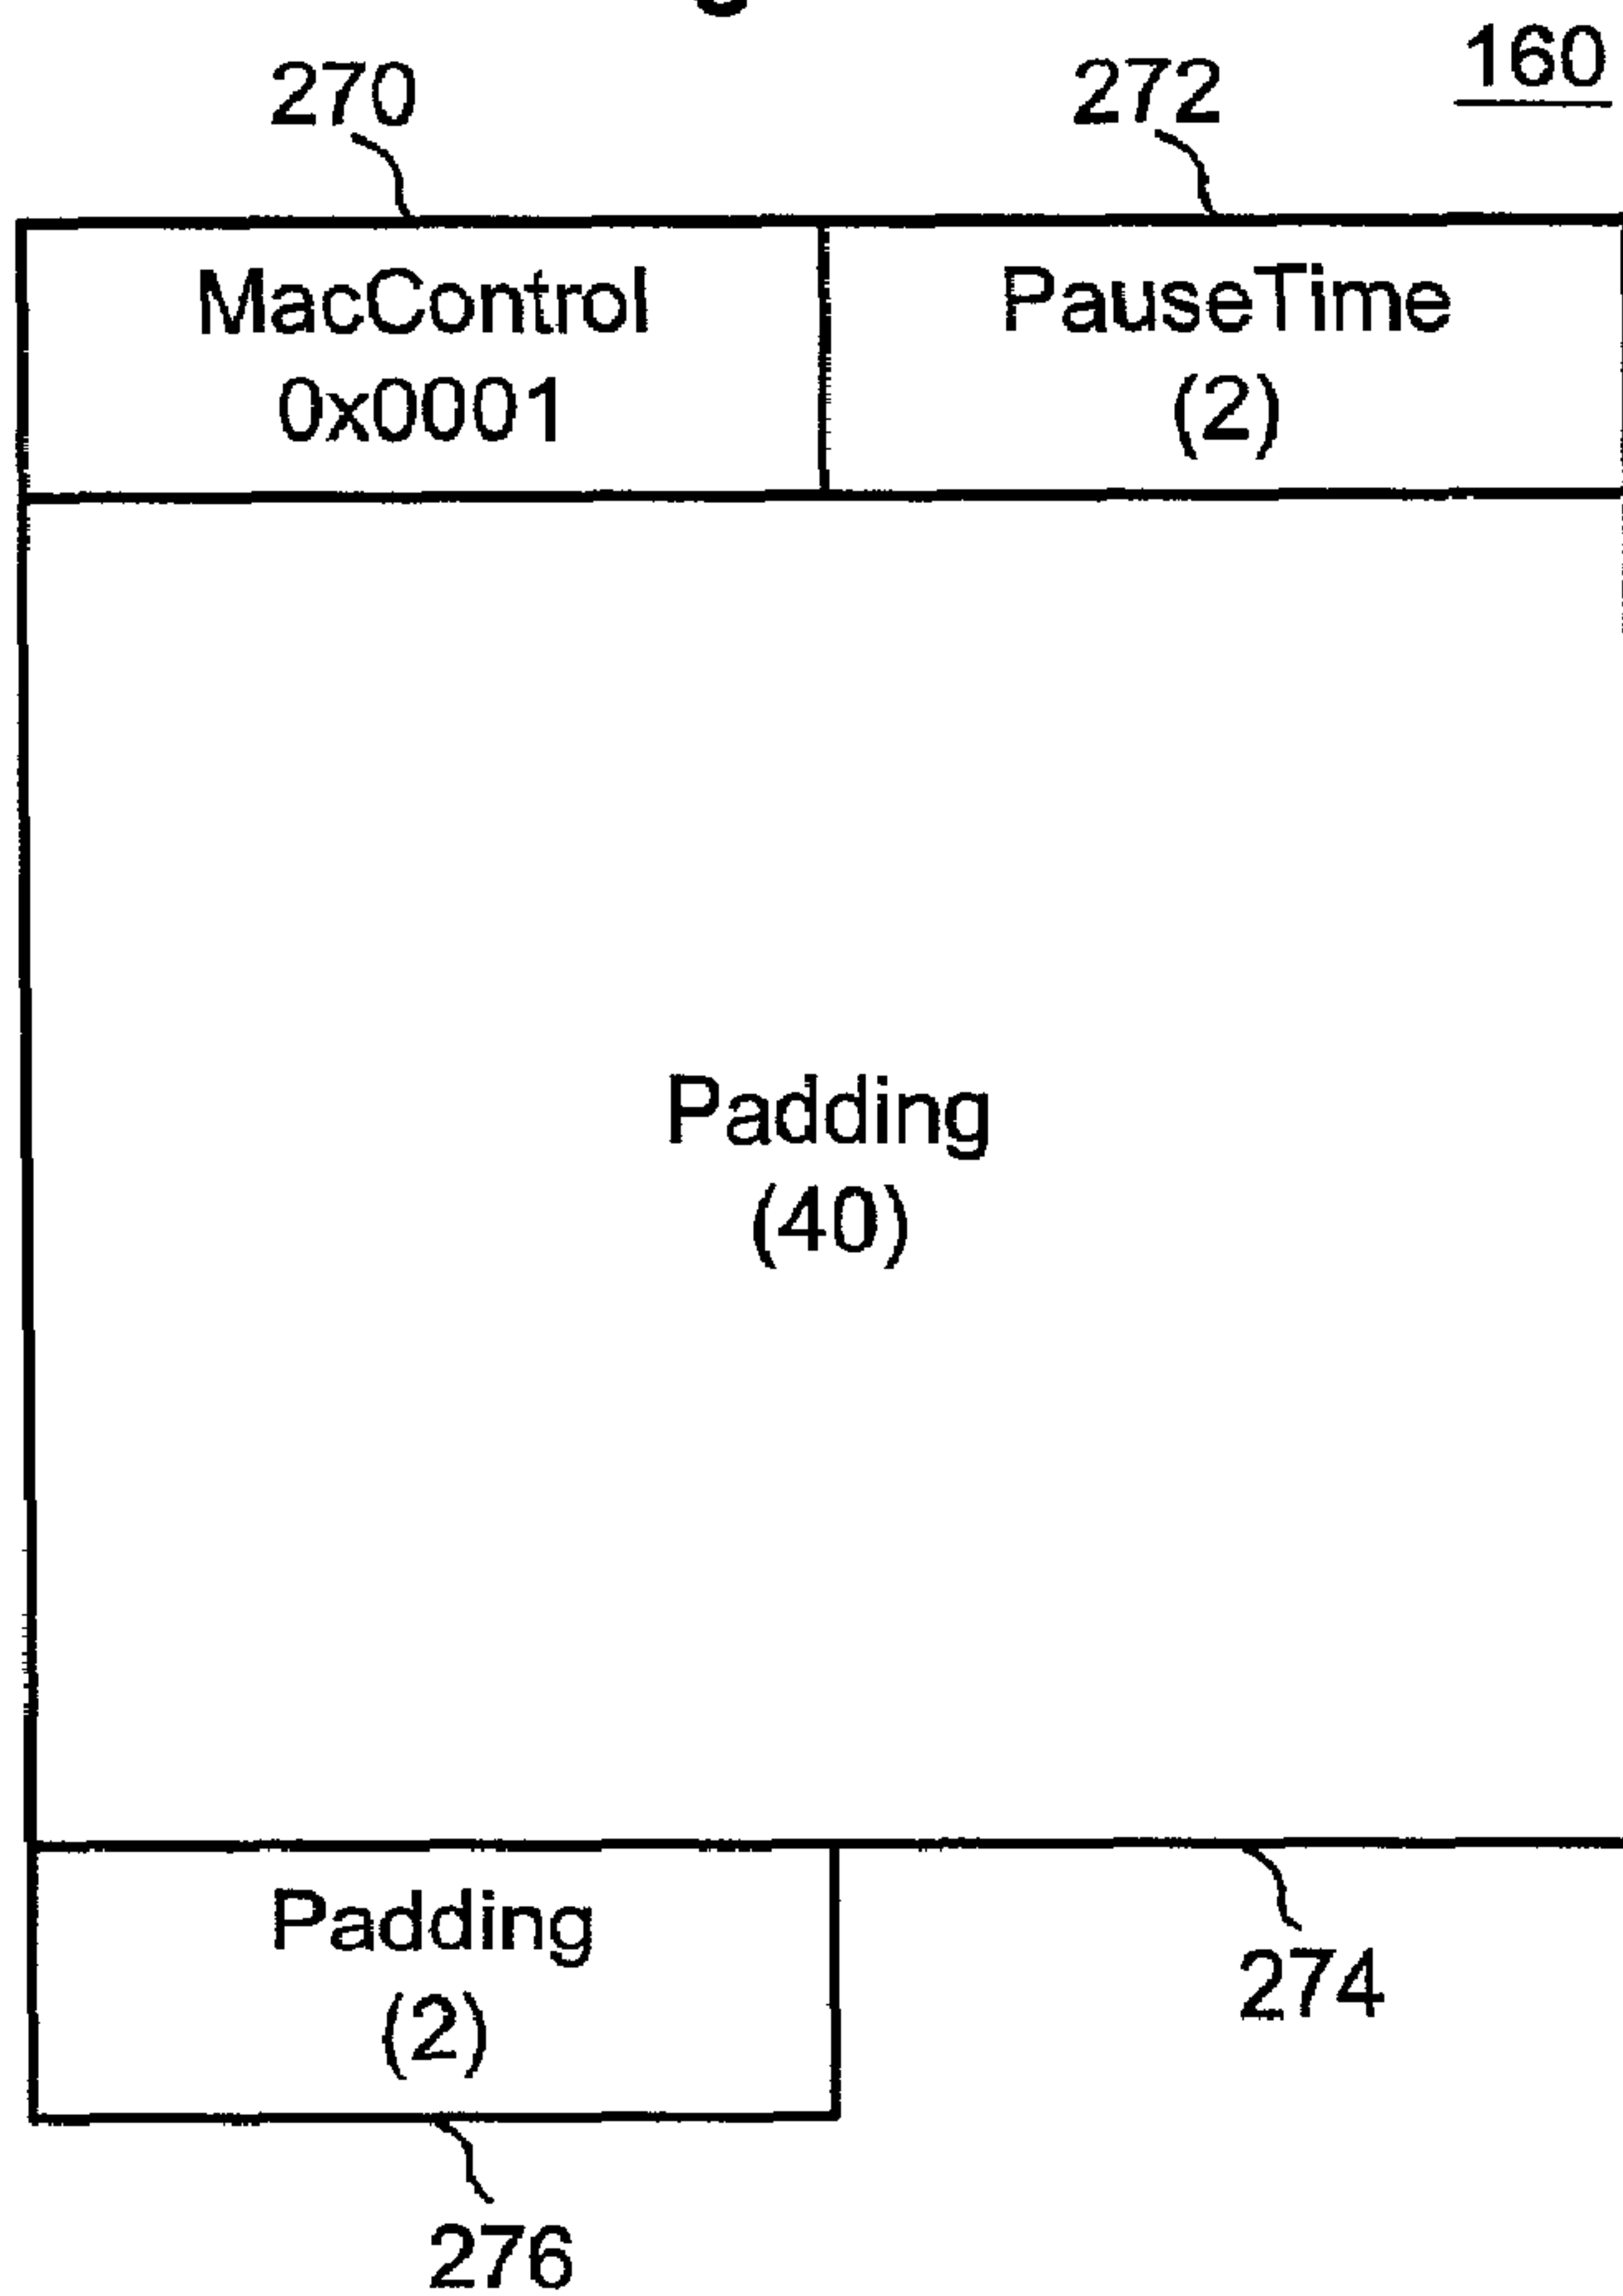 160
270 272
MacControl
0x0001
PauseTime
(2)
Padding
(40)
Padding
(2)
274
276